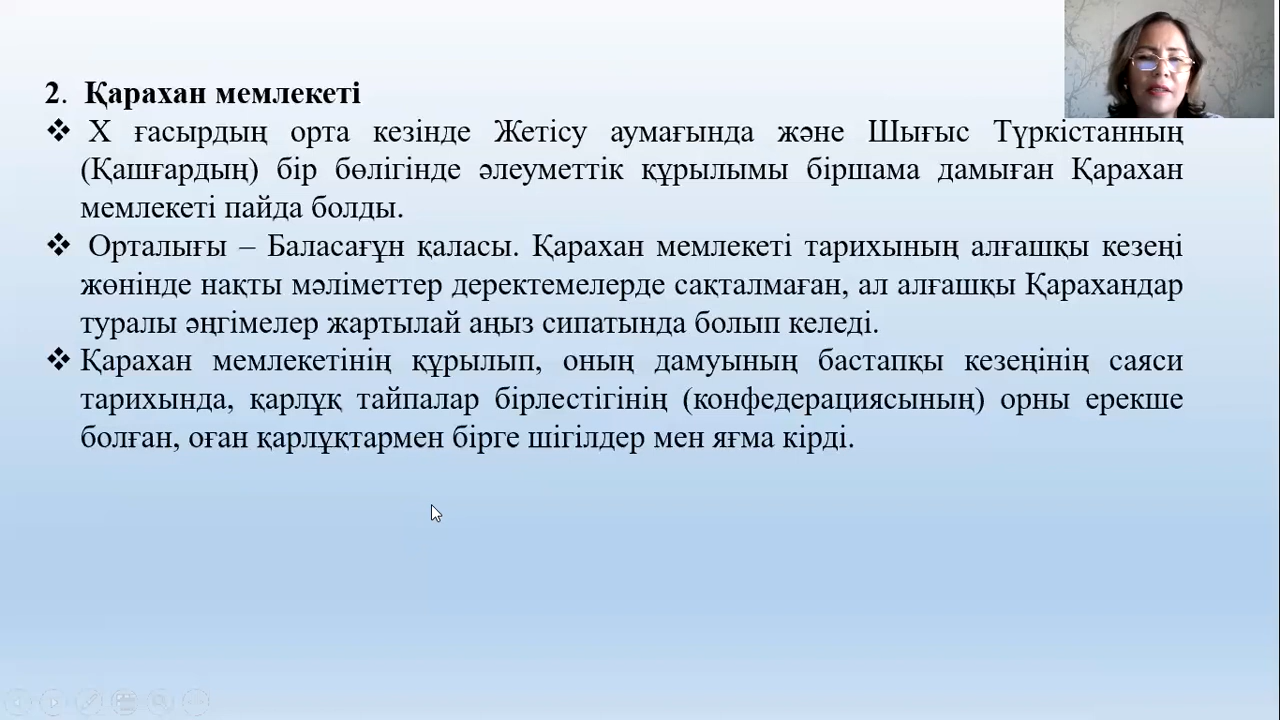 2. Қарахан мемлекеті
❖ X ғасырдың орта кезінде Жетісу аумағында және Шығыс Түркістанның
(Қашғардың) бір бөлігінде әлеуметтік құрылымы біршама дамыған Қарахан
мемлекеті пайда болды.
❖ Орталығы – Баласағұн қаласы. Қарахан мемлекеті тарихының алғашқы кезеңі
жөнінде нақты мәліметтер деректемелерде сақталмаған, ал алғашқы Қарахандар
туралы әңгімелер жартылай аңыз сипатында болып келеді.
❖ Қарахан мемлекетінің құрылып, оның дамуының бастапқы кезеңінің саяси
тарихында, қарлұқ тайпалар бірлестігінің (конфедерациясының) орны ерекше
болған, оған қарлұқтармен бірге шігілдер мен яғма кірді.